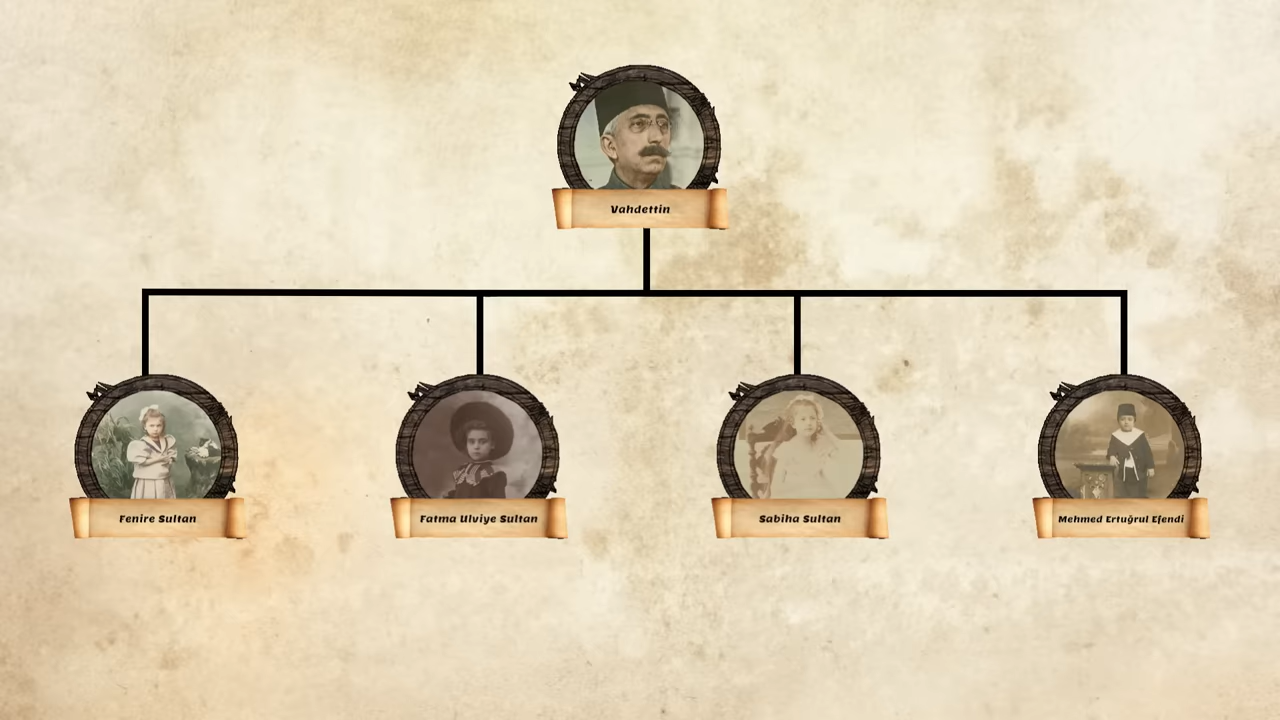 Vahdettin
Fenire Sultan
Fatma Ulviye Sultan
Sabiha Sultan
Mehmed Ertuğrul Efendi